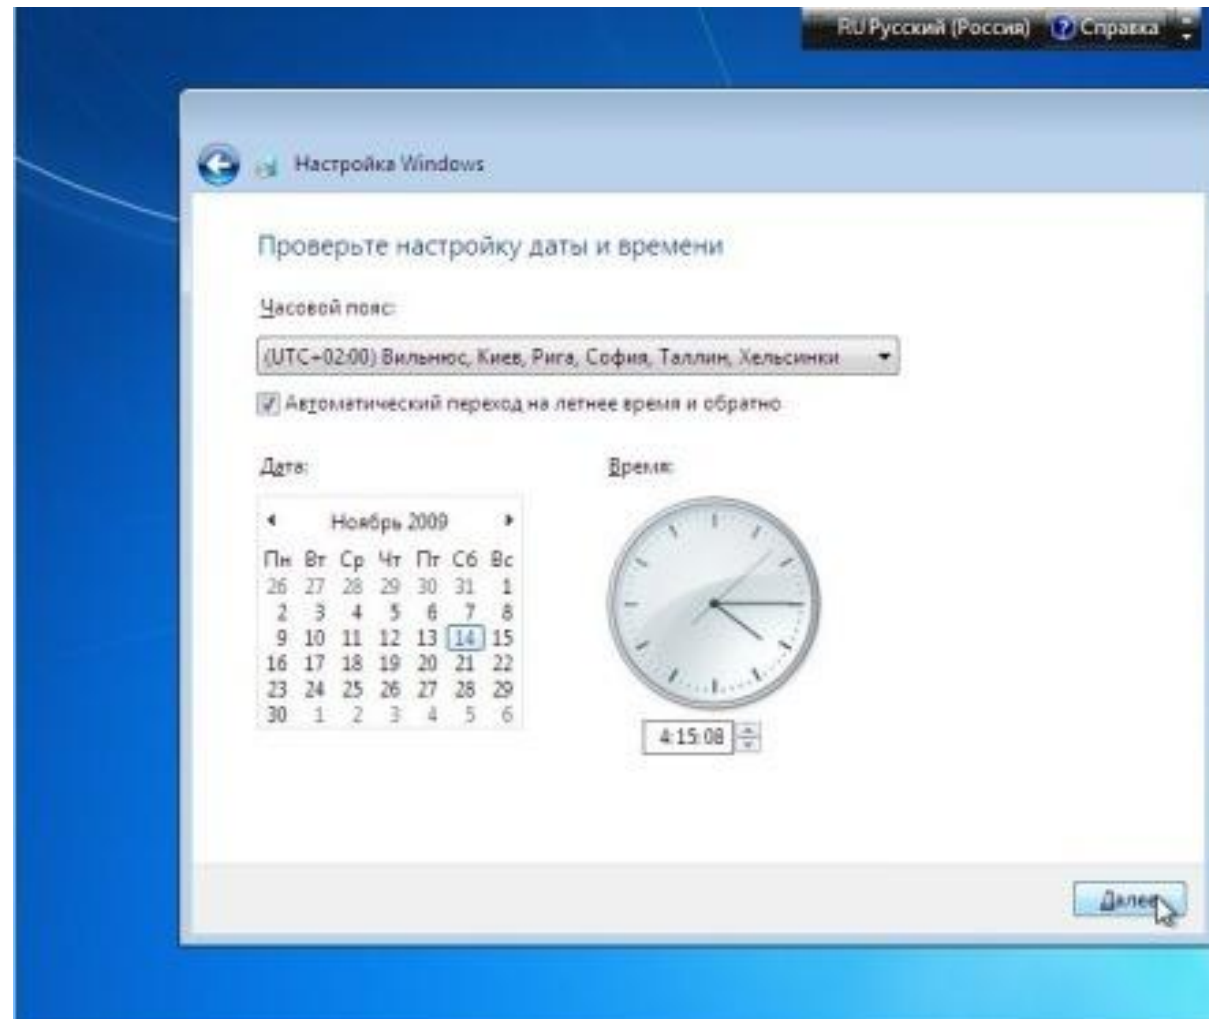 RU Русский (Россия) ? Справка
Настройка Windows
Проверьте настройку даты и времени
Часовой пояс:
(UTC+02:00) Вильнюс, Киев, Рига, София, Таллин, Хельсинки
Автоматический переход на летнее время и обратно
Дата: Время:
Ноябрь 2009
Пн Вт Ср Чт Пт Сб Вс
26 27 28 29 30 31 1
2 3 4 5 6 7 8
9 10 11 12 13 14 15
16 17 18 19 20 21 22
23 24 25 26 27 28 29
30 1 2 3 4 5 6
4:15:08
Далее